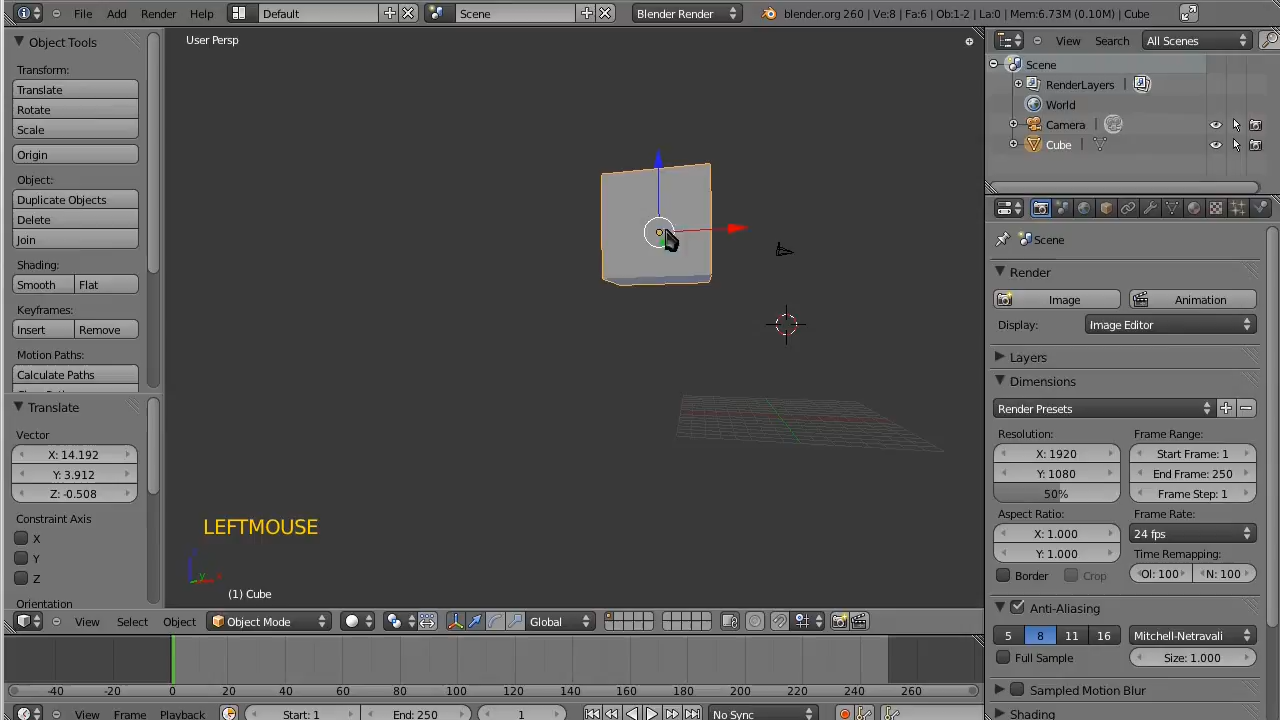 File Add Render Help Default Scene Blender Render blender.org 260 | Ve:8 | Fa:6 | Ob:1-2 | La:0 | Mem:6.73M (0.10M) | Cube
Object Tools
Transform:
Translate
Rotate
Scale
Origin
Object:
Duplicate Objects
Delete
Join
Shading:
Smooth Flat
Keyframes:
Insert Remove
Motion Paths:
Calculate Paths
Translate
Vector
X: 14.192
Y: 3.912
Z: -0.508
Constraint Axis
X
Y
Z
Orientation
User Persp
LEFTMOUSE
(1) Cube
View Select Object Object Mode Global
-40 -20 0 20 40 60 80 100 120 140 160 180 200 220 240 260
View Frame Playback Start: 1 End: 250 1 No Sync
View Search All Scenes
Scene
RenderLayers
World
Camera
Cube
Scene
Render
Image Animation
Display: Image Editor
Layers
Dimensions
Render Presets
Resolution: Frame Range:
X: 1920 Start Frame: 1
Y: 1080 End Frame: 250
50% Frame Step: 1
Aspect Ratio: Frame Rate:
X: 1.000 24 fps
Y: 1.000 Time Remapping:
Border Crop Ol: 100 N: 100
Anti-Aliasing
5 8 11 16 Mitchell-Netravali
Full Sample Size: 1.000
Sampled Motion Blur
Shading